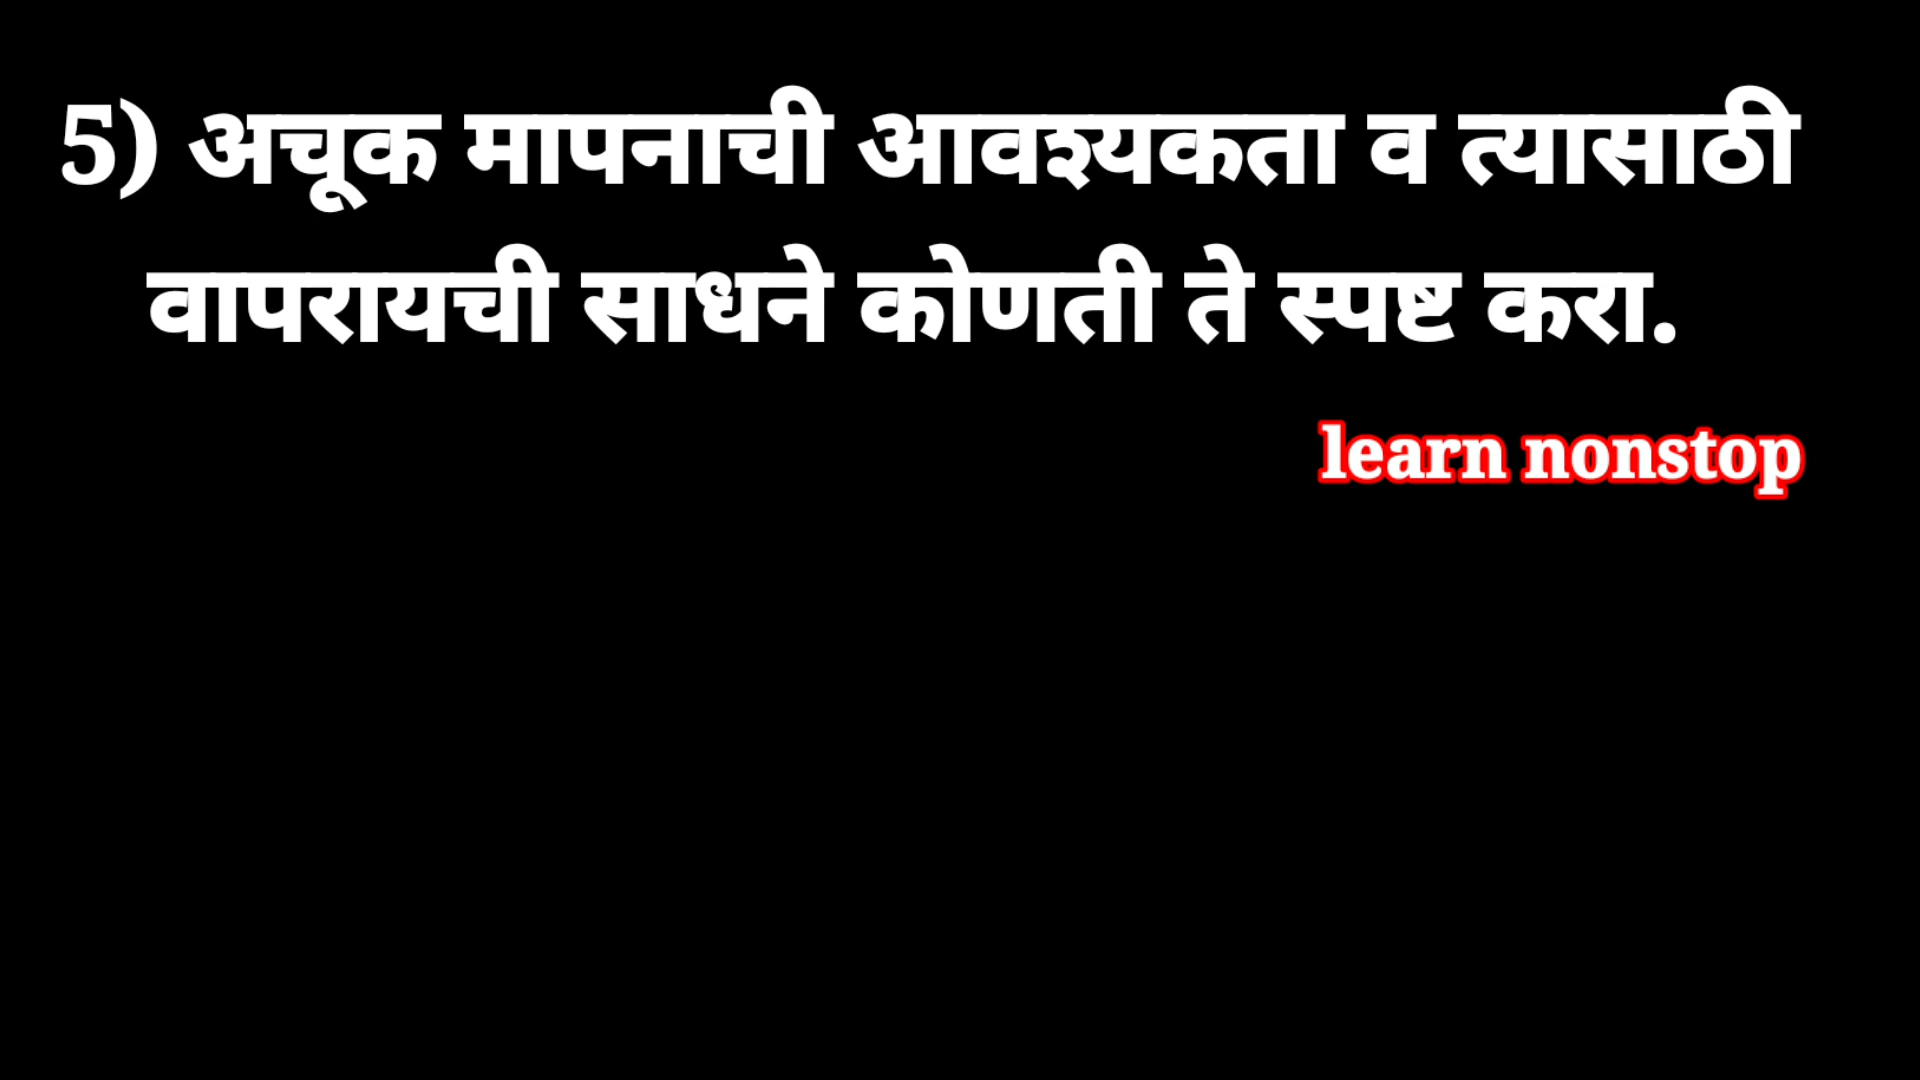 5) अचूक मापनाची आवश्यकता व त्यासाठी
वापरायची साधने कोणती ते स्पष्ट करा.
learn nonstop